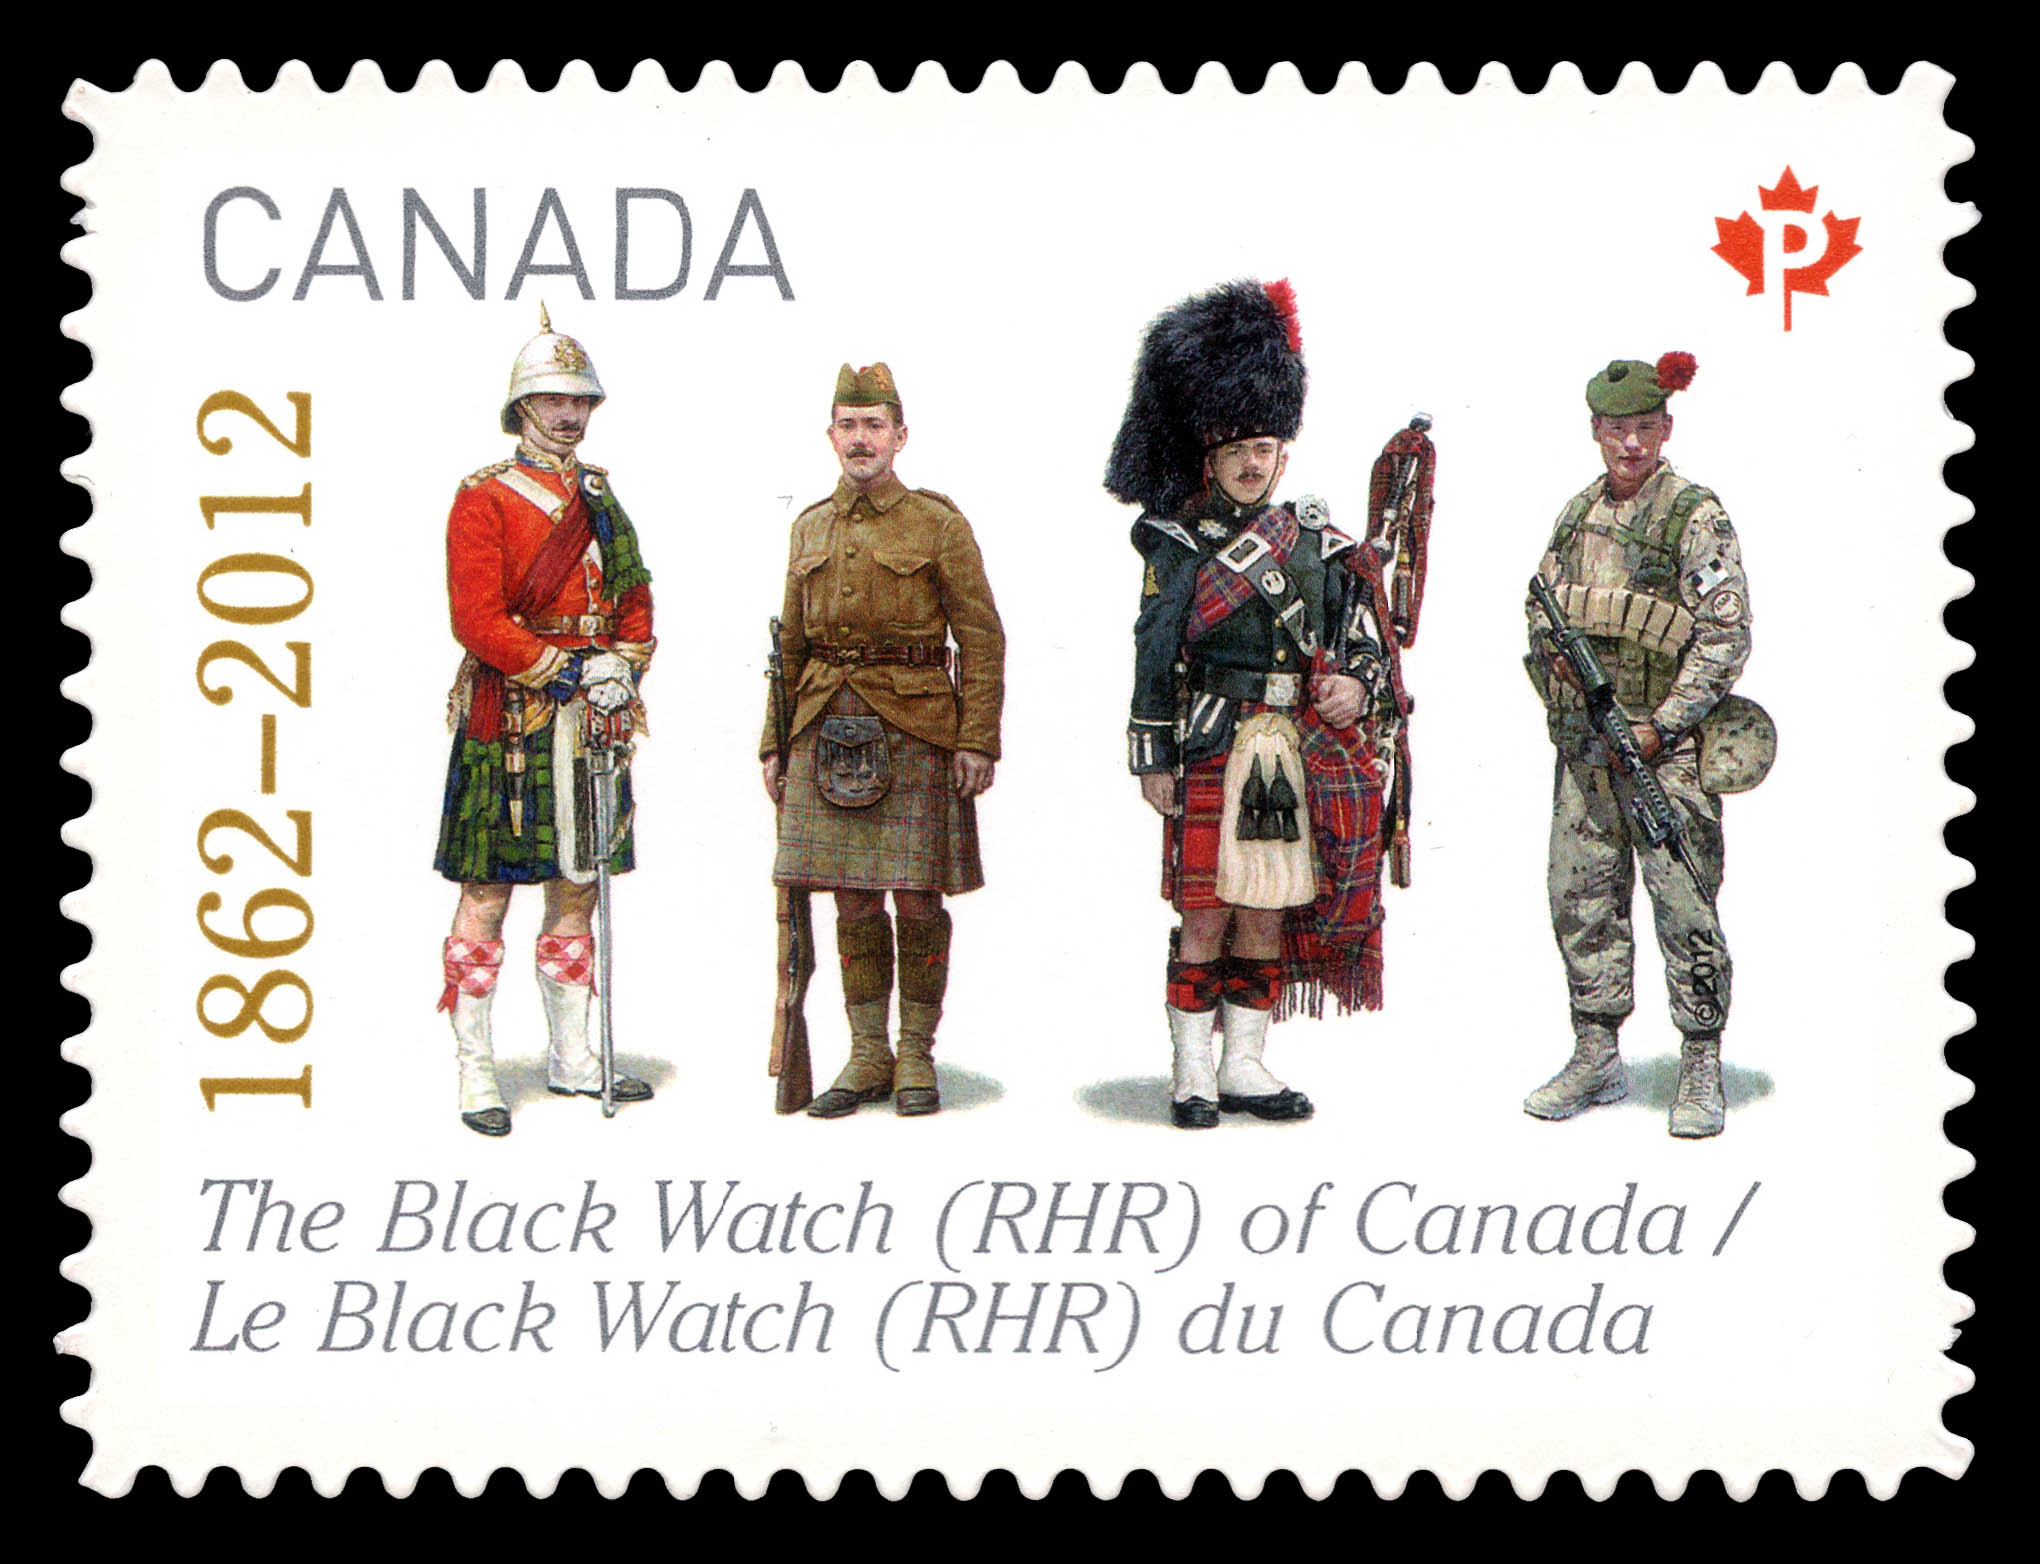 CANADA
P
1862–2012
©2012
The Black Watch (RHR) of Canada /
Le Black Watch (RHR) du Canada